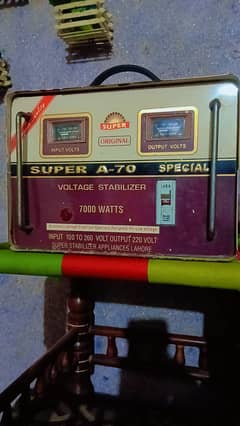 SUPER
ORIGINAL
INPUT VOLTS
OUTPUT VOLTS
SUPER A-70 SPECIAL
VOLTAGE STABILIZER
7000 WATTS
INPUT 100 TO 260 VOLT OUTPUT 220 VOLT
SUPER STABILIZER APPLIANCES LAHORE